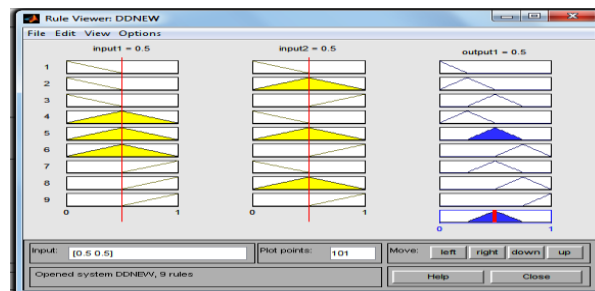 Rule Viewer: DDNEW
File Edit View Options
input1 = 0.5 input2 = 0.5 output1 = 0.5
1
2
3
4
5
6
7
8
9
0 1 0 1
0 1
Input: [0.5 0.5] Plot points: 101 Move: left right down up
Opened system DDNEW, 9 rules Help Close